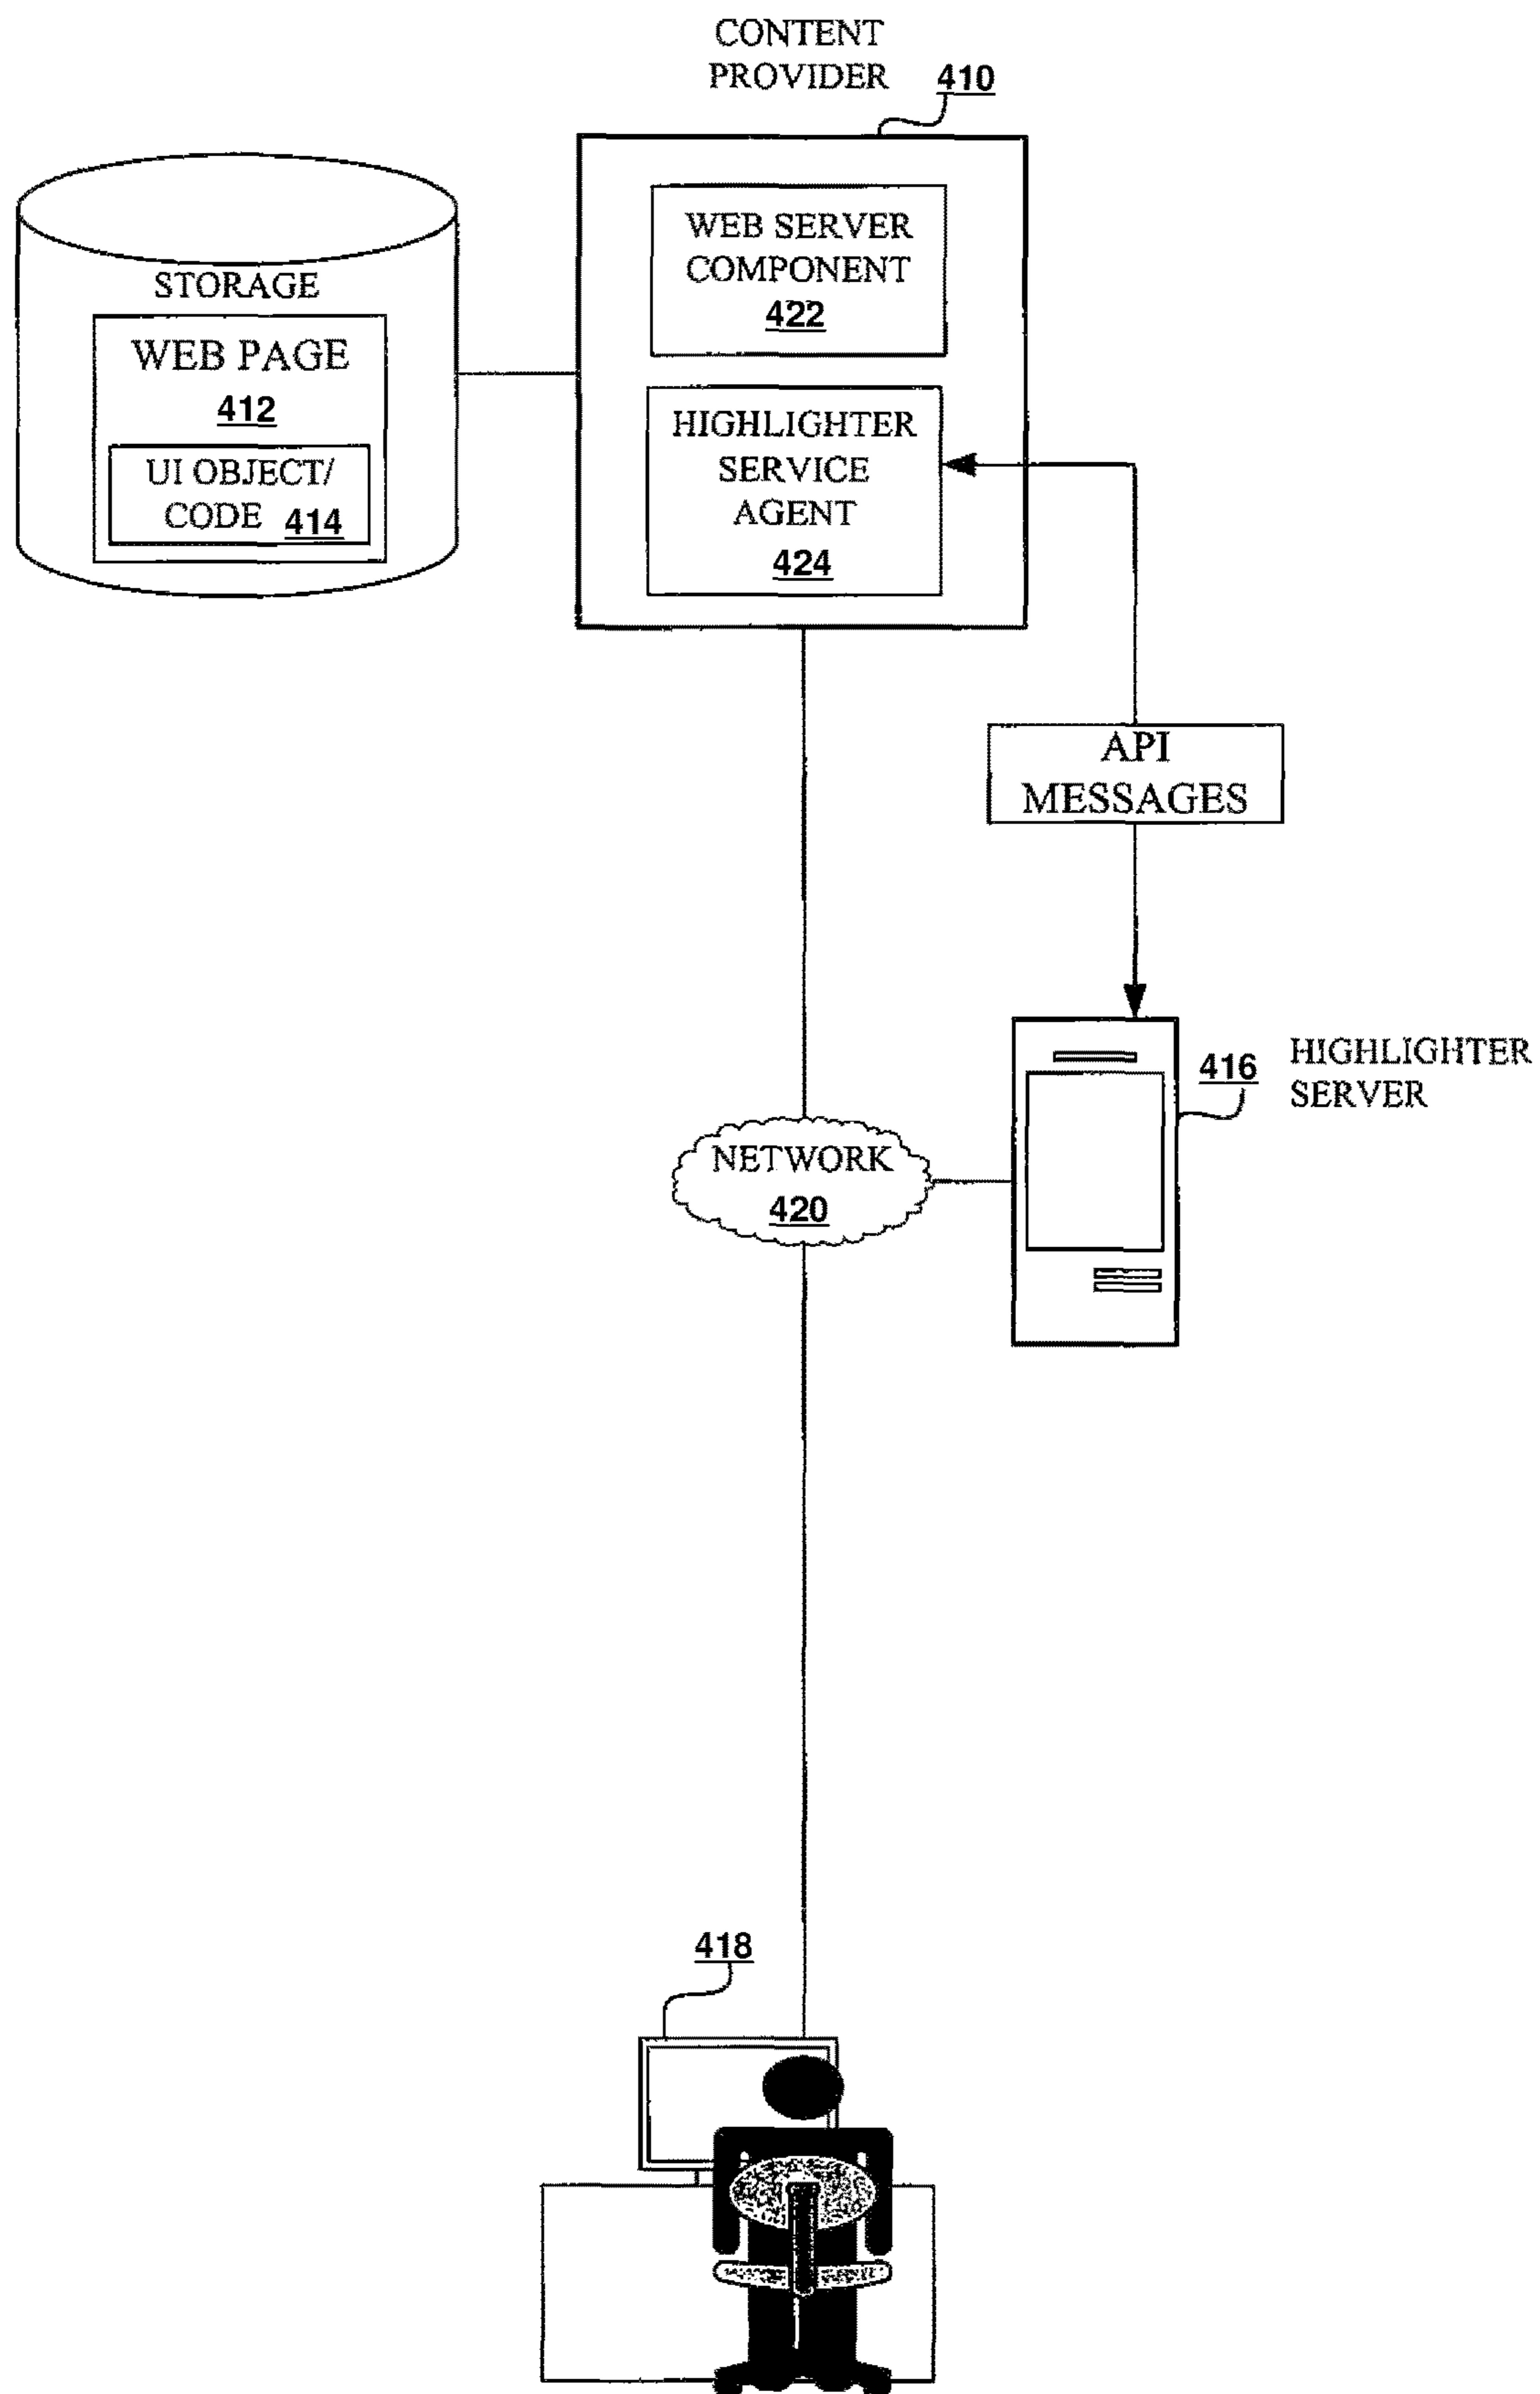 CONTENT
PROVIDER 410
WEB SERVER
COMPONENT
422
STORAGE
WEB PAGE
412
UI OBJECT/
CODE 414
HIGHLIGHTER
SERVICE
AGENT
424
API
MESSAGES
416 HIGHLIGHTER
SERVER
NETWORK
420
418